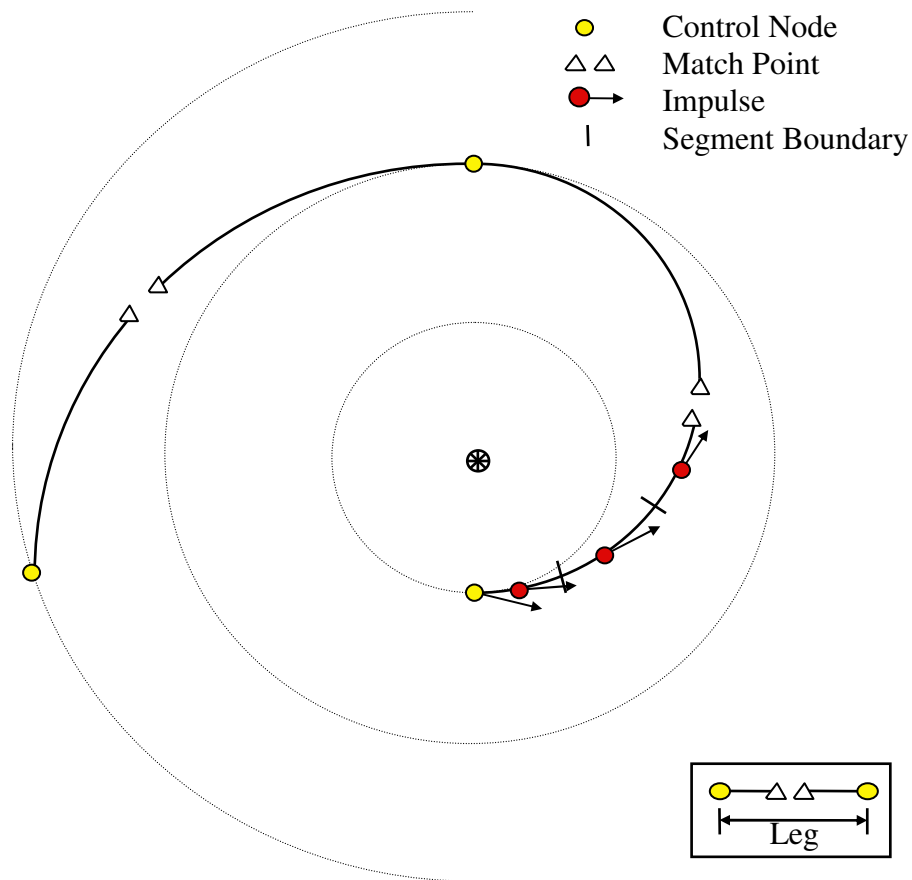 Control Node
Match Point
Impulse
Segment Boundary
Leg